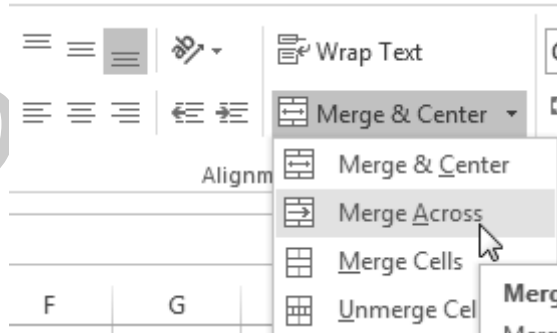 Wrap Text
Merge & Center
Alignm
Merge & Center
Merge Across
Merge Cells
Unmerge Cel
Merg
F G